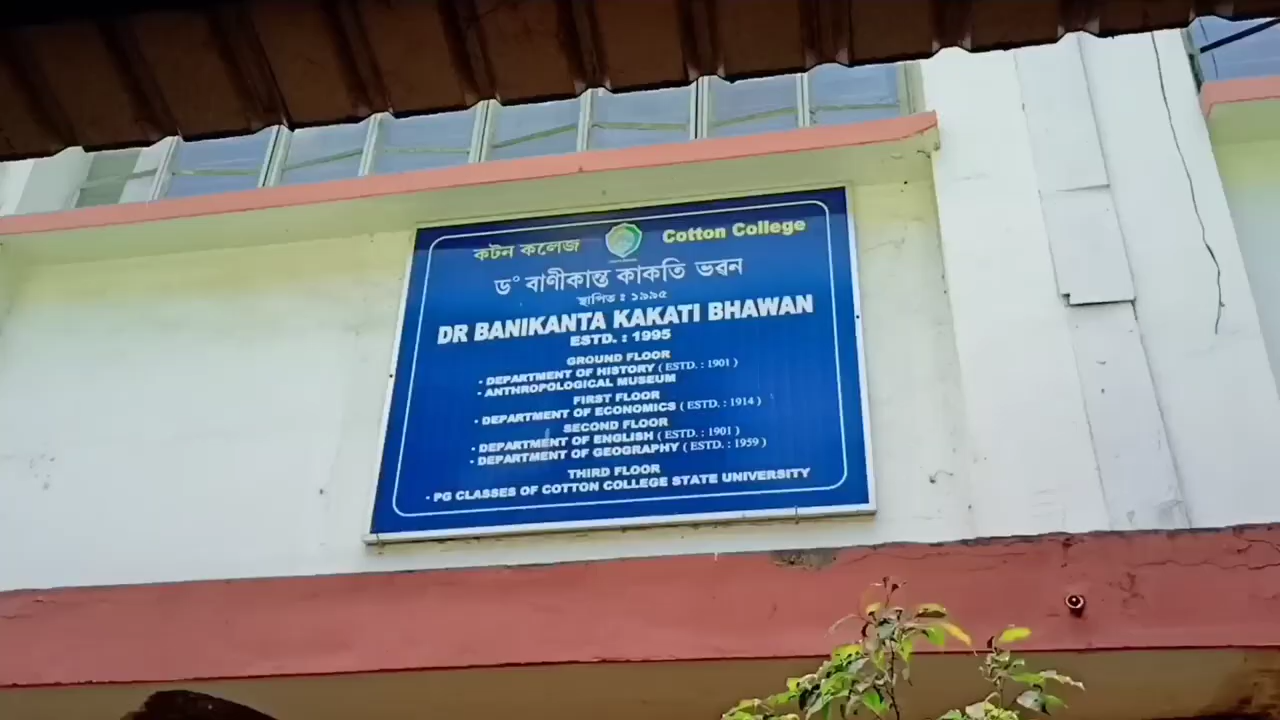 কটন কলেজ Cotton College
ড° বাণীকান্ত কাকতি ভৱন
স্থাপিত : ১৯৯৫
DR BANIKANTA KAKATI BHAWAN
ESTD. : 1995
GROUND FLOOR
· DEPARTMENT OF HISTORY ( ESTD. : 1901 )
· ANTHROPOLOGICAL MUSEUM
FIRST FLOOR
· DEPARTMENT OF ECONOMICS ( ESTD. : 1914 )
SECOND FLOOR
· DEPARTMENT OF ENGLISH ( ESTD. : 1901 )
· DEPARTMENT OF GEOGRAPHY ( ESTD. : 1959 )
THIRD FLOOR
· PG CLASSES OF COTTON COLLEGE STATE UNIVERSITY